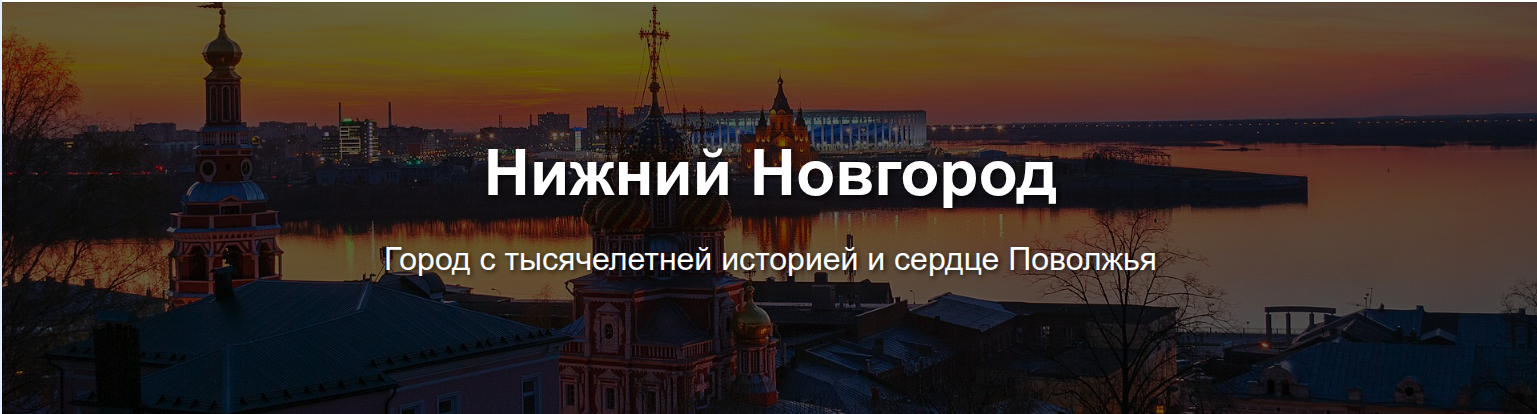 Нижний Новгород
Город с тысячелетней историей и сердце Поволжья